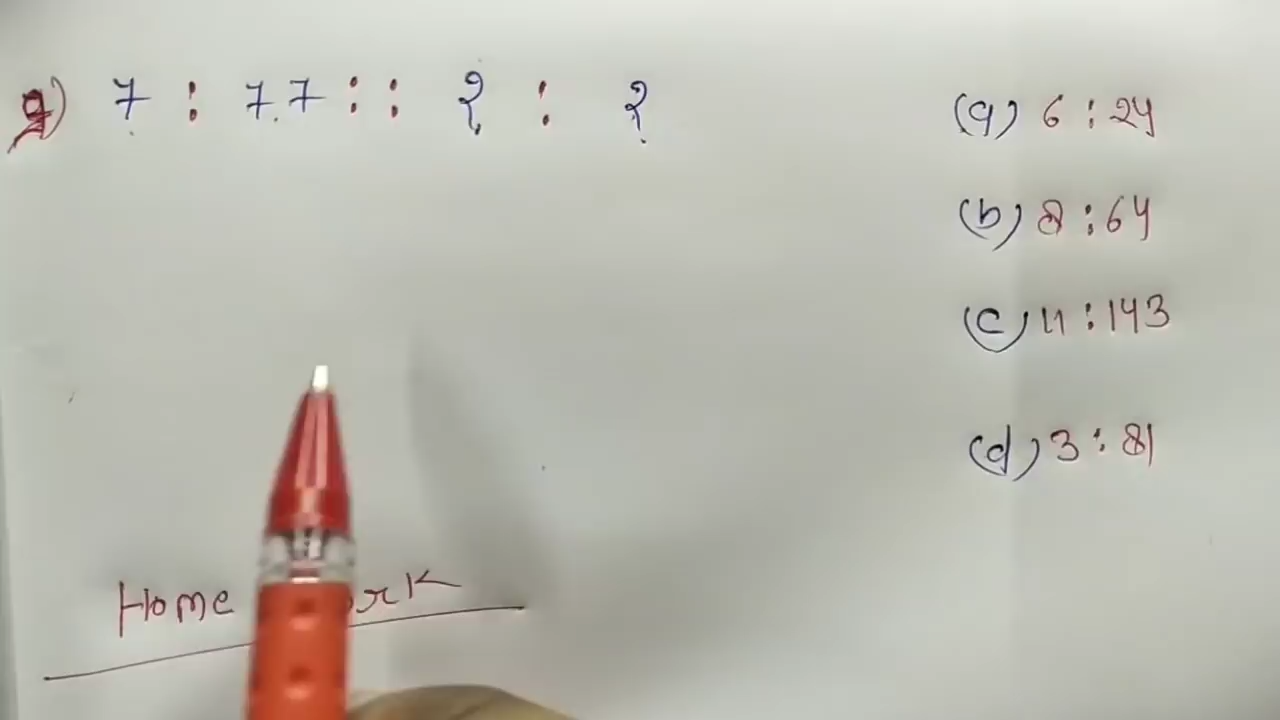 9) 7 : 77 :: ? : ?
(a) 6 : 24
(b) 8 : 64
(c) 11 : 143
(d) 3 : 81
Home